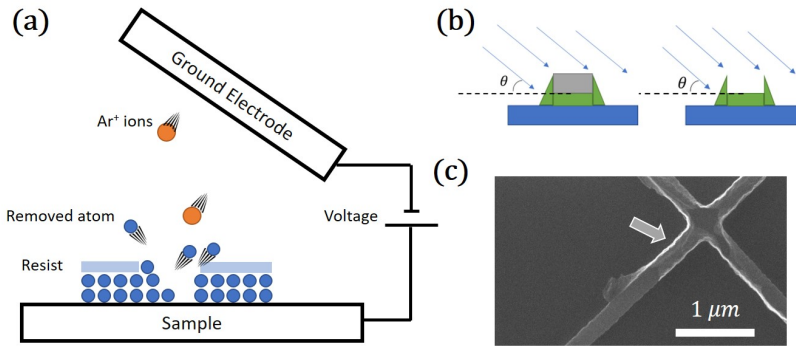 (a)
Ground Electrode
Ar⁺ ions
Removed atom
Voltage
Resist
Sample
(b)
θ
θ
(c)
1 μm